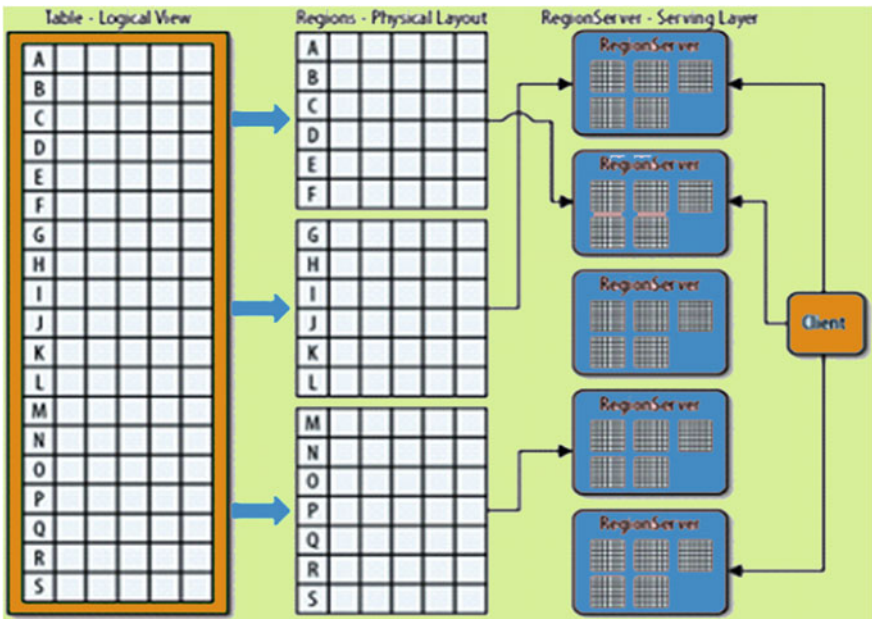 Table - Logical View
A
B
C
D
E
F
G
H
I
J
K
L
M
N
O
P
Q
R
S
Regions - Physical Layout
A
B
C
D
E
F
G
H
I
J
K
L
M
N
O
P
Q
R
S
RegionServer - Serving Layer
RegionServer
RegionServer
RegionServer
RegionServer
RegionServer
Client